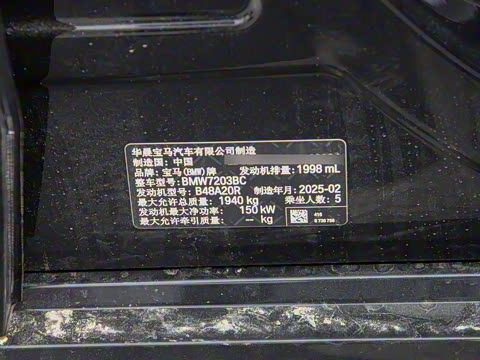 华晨宝马汽车有限公司制造
制造国：中国
品牌：宝马(BMW)牌 发动机排量：1998 mL
整车型号：BMW7203BC
发动机型号：B48A20R 制造年月：2025-02
最大允许总质量：1940 kg 乘坐人数：5
发动机最大净功率：150 kW
最大允许牵引质量：-- kg